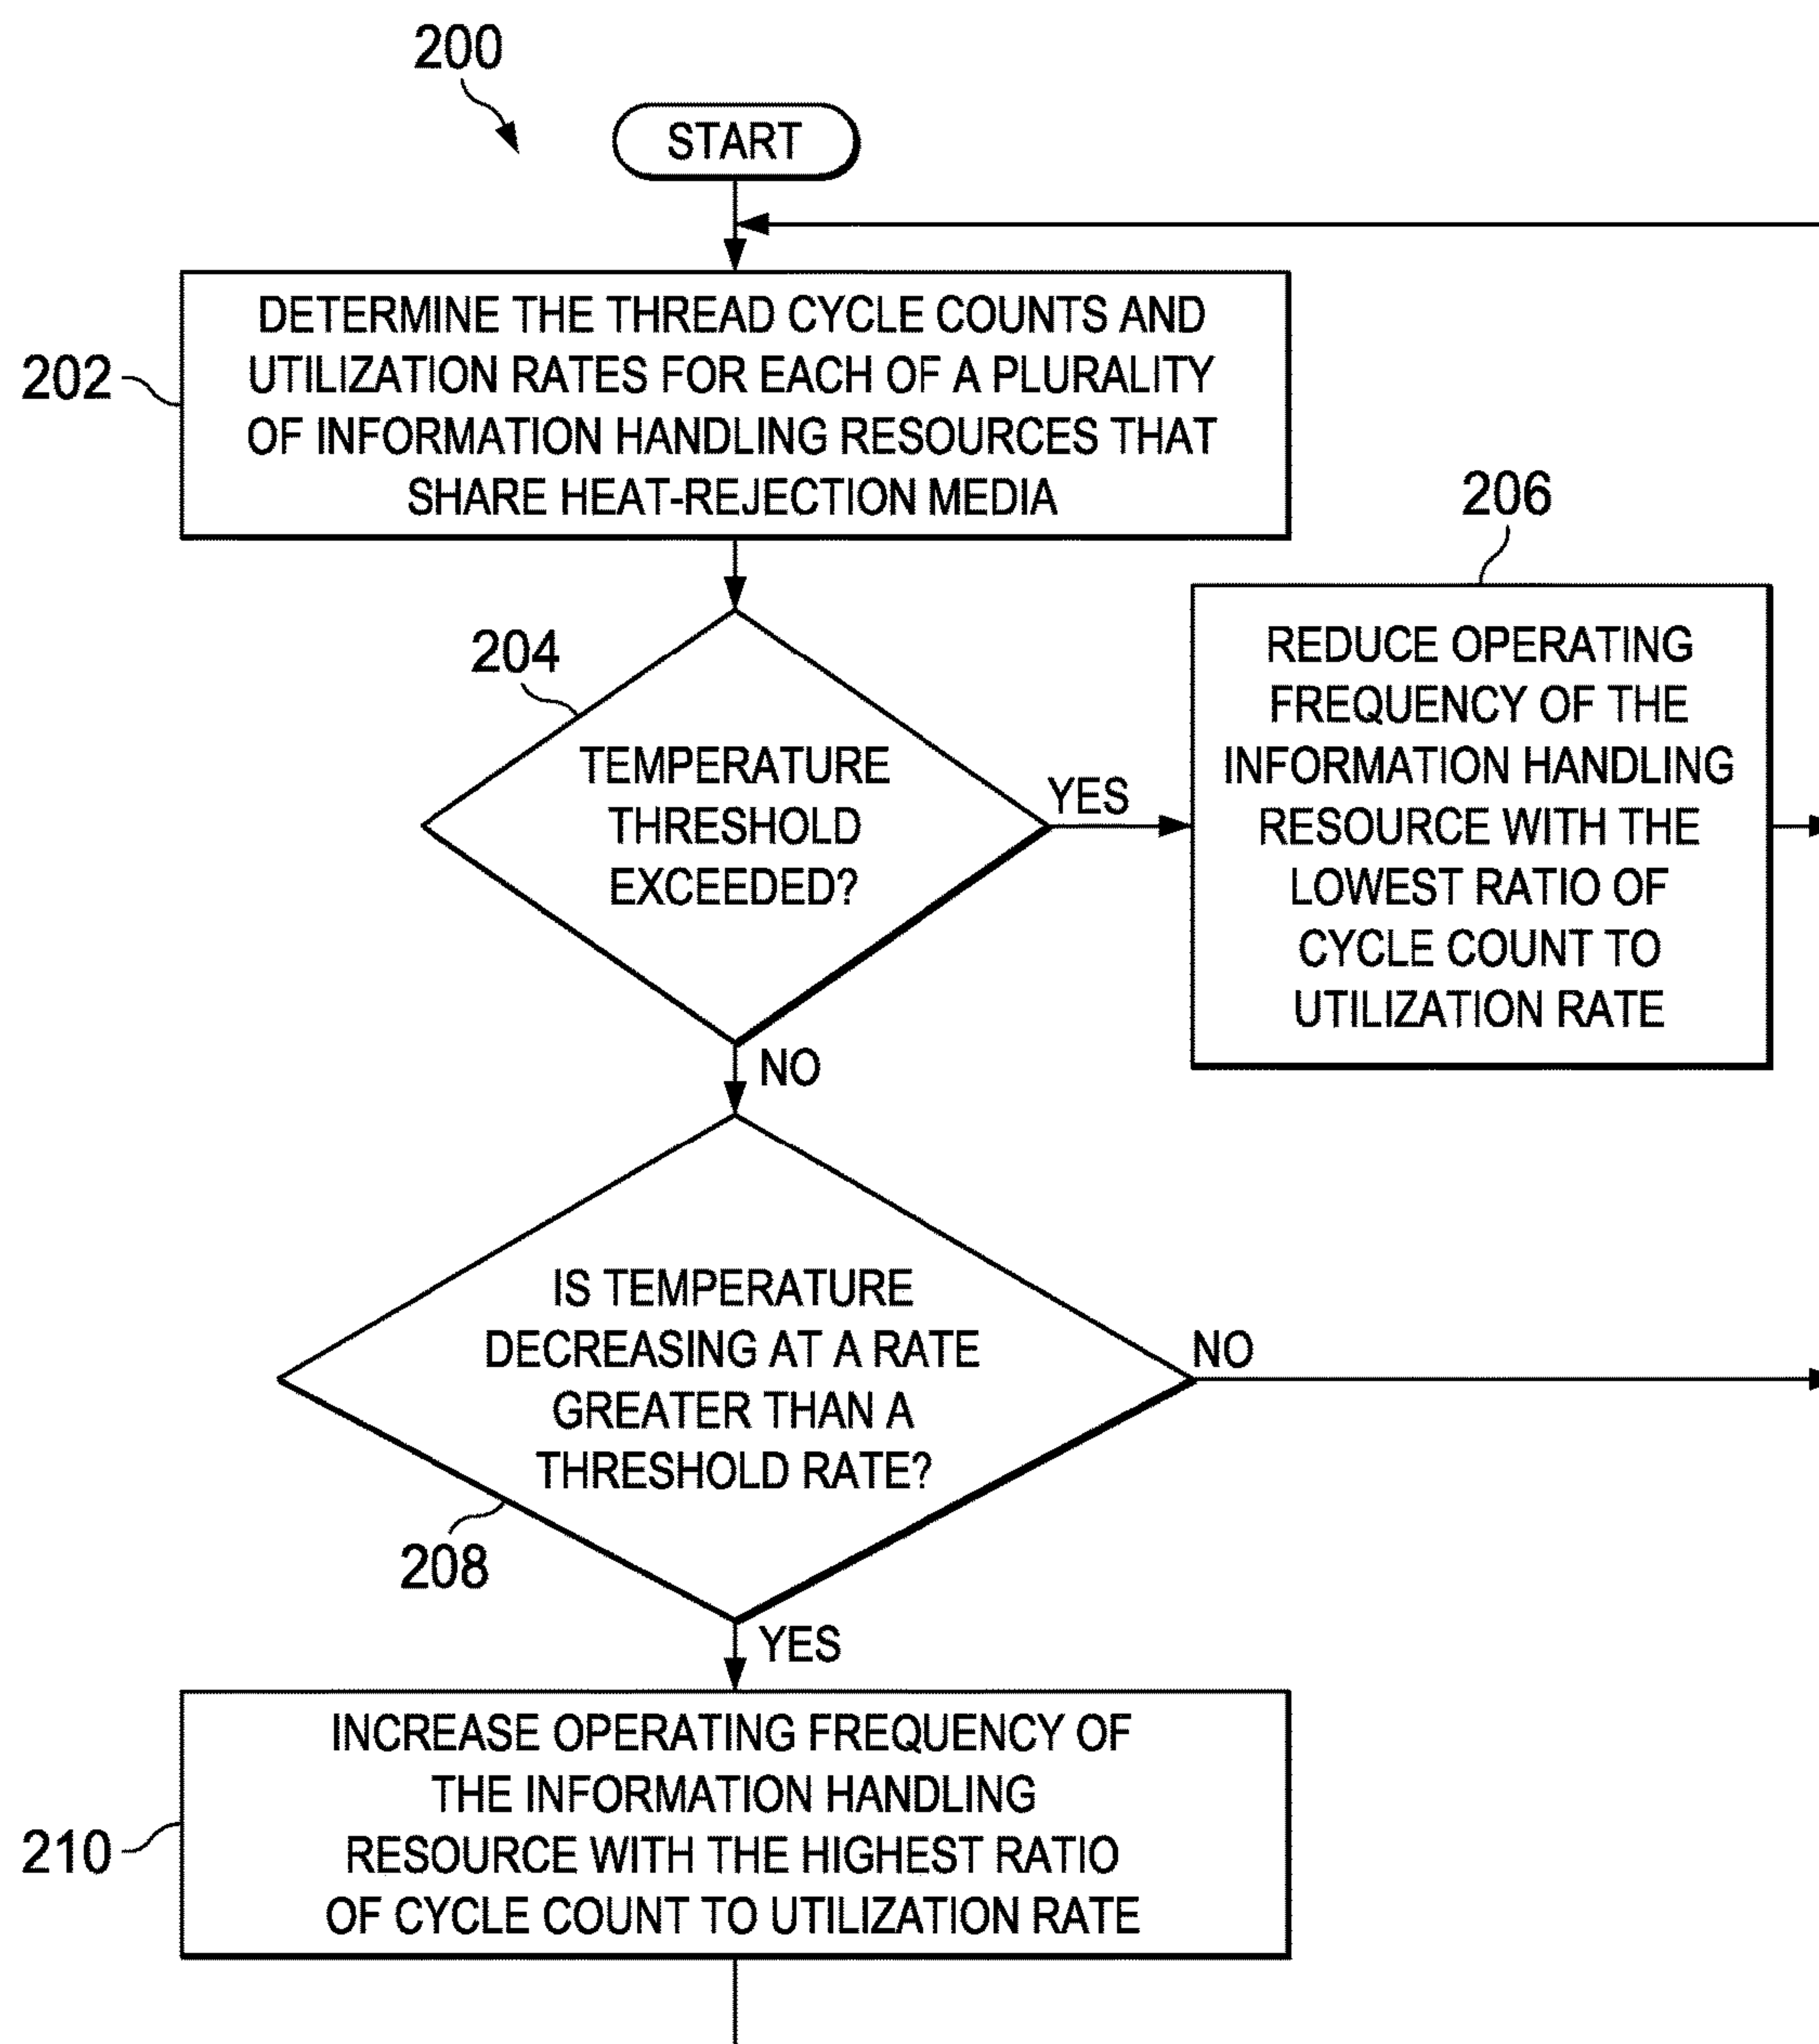 200
START
202
DETERMINE THE THREAD CYCLE COUNTS AND
UTILIZATION RATES FOR EACH OF A PLURALITY
OF INFORMATION HANDLING RESOURCES THAT
SHARE HEAT-REJECTION MEDIA
204
TEMPERATURE
THRESHOLD
EXCEEDED?
YES
206
REDUCE OPERATING
FREQUENCY OF THE
INFORMATION HANDLING
RESOURCE WITH THE
LOWEST RATIO OF
CYCLE COUNT TO
UTILIZATION RATE
NO
IS TEMPERATURE
DECREASING AT A RATE
GREATER THAN A
THRESHOLD RATE?
NO
208
YES
210
INCREASE OPERATING FREQUENCY OF
THE INFORMATION HANDLING
RESOURCE WITH THE HIGHEST RATIO
OF CYCLE COUNT TO UTILIZATION RATE